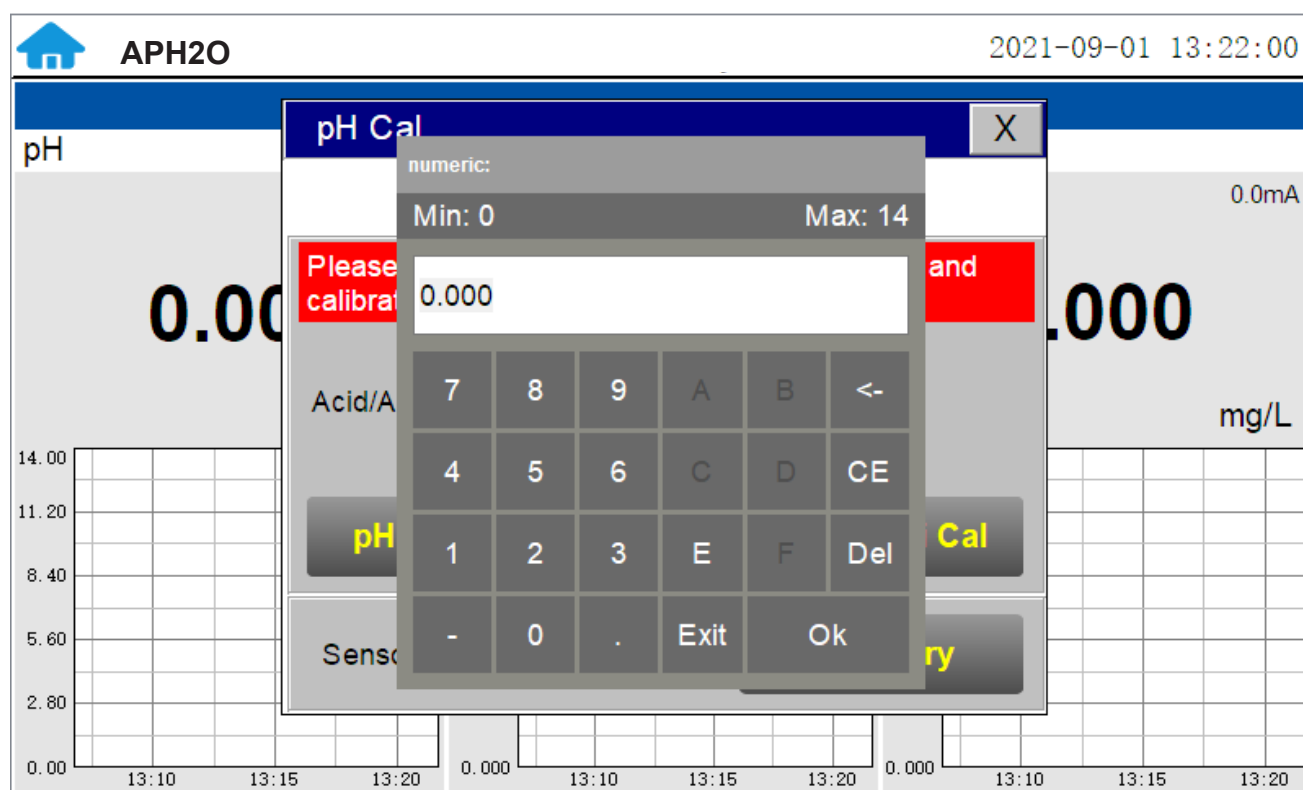 APH2O
2021-09-01 13:22:00
pH Cal
X
pH
numeric:
Min: 0
Max: 14
0.0mA
Please
and
calibrat
0.000
0.00
.000
7 8 9 A B <-
Acid/A
mg/L
4 5 6 C D CE
pH
Cal
1 2 3 E F Del
- 0 . Exit Ok
Senso
ry
14.00
11.20
8.40
5.60
2.80
0.00
13:10 13:15 13:20
0.000
13:10 13:15 13:20
0.000
13:10 13:15 13:20